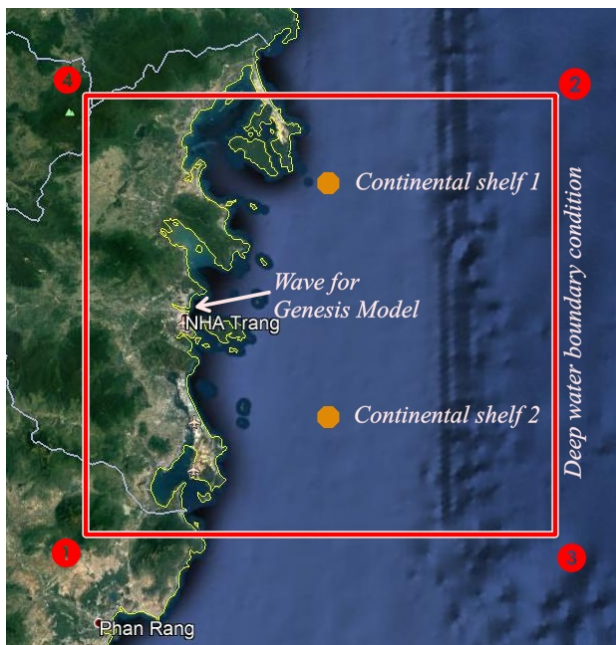 4
2
Continental shelf 1
Wave for
Genesis Model
NHA Trang
Continental shelf 2
Deep water boundary condition
1
3
Phan Rang